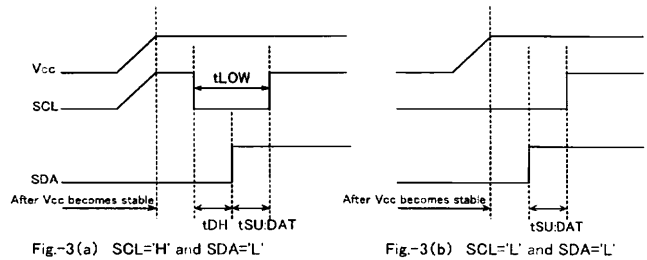 Vcc
tLOW
SCL
SDA
After Vcc becomes stable
tDH tSU:DAT
Fig.-3(a) SCL='H' and SDA='L'
After Vcc becomes stable
tSU:DAT
Fig.-3(b) SCL='L' and SDA='L'